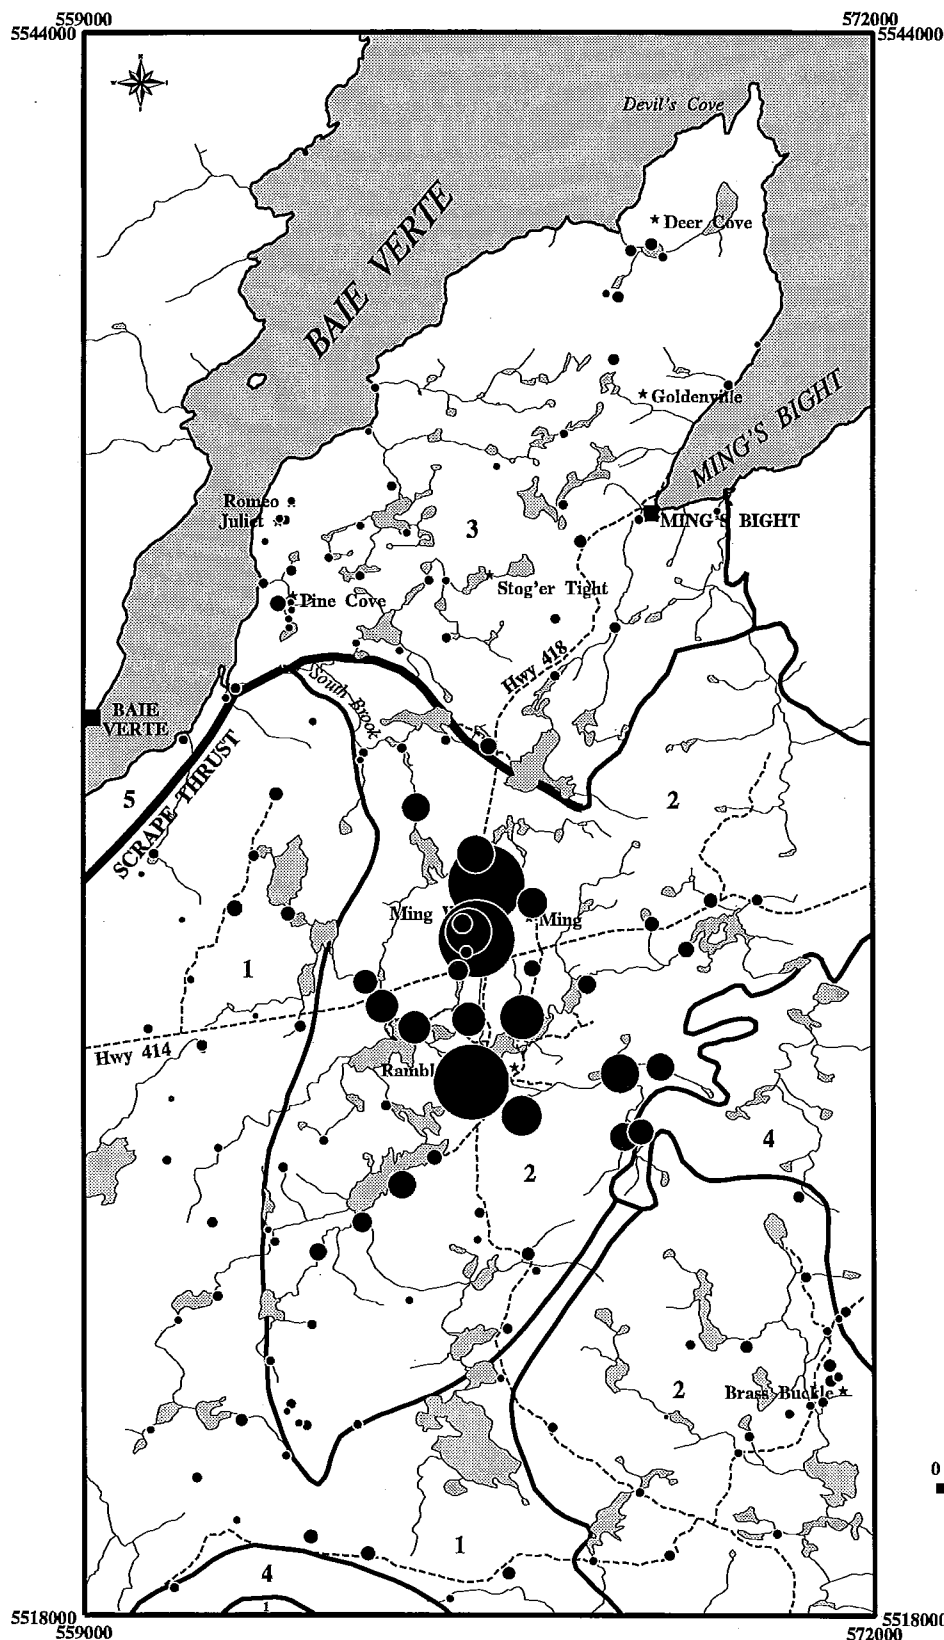 559000
572000
5544000
5544000
Devil's Cove
Deer Cove
BAIE VERTE
Goldenville
MING'S BIGHT
Romeo
Juliet
3
MING'S BIGHT
Stog'er Tight
Pine Cove
Hwy 418
South Brook
BAIE
VERTE
SCRAPE THRUST
5
2
Ming
Ming
1
Hwy 414
4
2
2
Brass Buckle
0
1
4
1
5518000
5518000
559000
572000